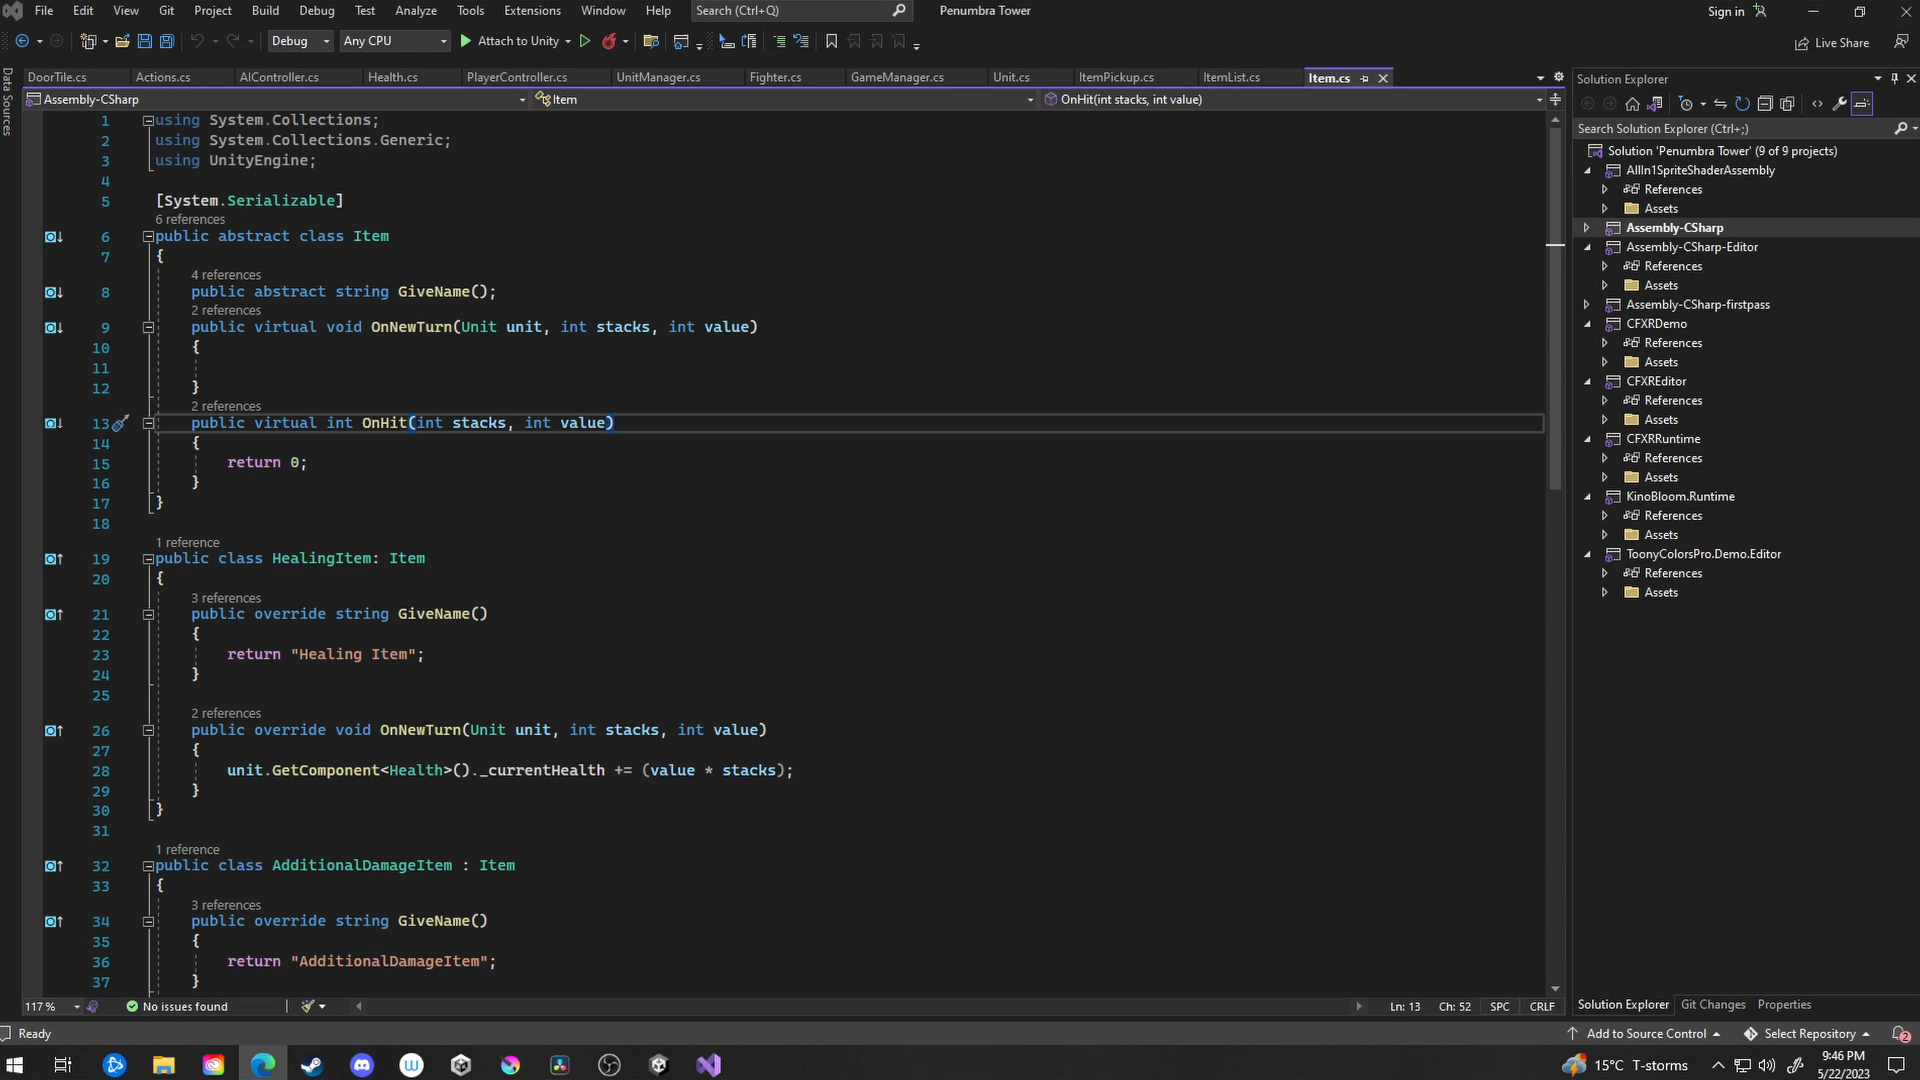 File Edit View Git Project Build Debug Test Analyze Tools Extensions Window Help Search (Ctrl+Q) Penumbra Tower Sign in
Debug Any CPU Attach to Unity Live Share
DoorTile.cs Actions.cs AIController.cs Health.cs PlayerController.cs UnitManager.cs Fighter.cs GameManager.cs Unit.cs ItemPickup.cs ItemList.cs Item.cs
Data Sources
Assembly-CSharp Item OnHit(int stacks, int value)
1 using System.Collections;
2 using System.Collections.Generic;
3 using UnityEngine;
4
5 [System.Serializable]
6 references
6 public abstract class Item
7 {
4 references
8 public abstract string GiveName();
2 references
9 public virtual void OnNewTurn(Unit unit, int stacks, int value)
10 {
11
12 }
2 references
13 public virtual int OnHit(int stacks, int value)
14 {
15 return 0;
16 }
17 }
18
1 reference
19 public class HealingItem: Item
20 {
3 references
21 public override string GiveName()
22 {
23 return "Healing Item";
24 }
25
2 references
26 public override void OnNewTurn(Unit unit, int stacks, int value)
27 {
28 unit.GetComponent<Health>()._currentHealth += (value * stacks);
29 }
30 }
31
1 reference
32 public class AdditionalDamageItem : Item
33 {
3 references
34 public override string GiveName()
35 {
36 return "AdditionalDamageItem";
37 }
117 % No issues found Ln: 13 Ch: 52 SPC CRLF
Solution Explorer
Search Solution Explorer (Ctrl+;)
Solution 'Penumbra Tower' (9 of 9 projects)
AllIn1SpriteShaderAssembly
References
Assets
Assembly-CSharp
Assembly-CSharp-Editor
References
Assets
Assembly-CSharp-firstpass
CFXRDemo
References
Assets
CFXREditor
References
Assets
CFXRRuntime
References
Assets
KinoBloom.Runtime
References
Assets
ToonyColorsPro.Demo.Editor
References
Assets
Solution Explorer Git Changes Properties
Ready Add to Source Control Select Repository 2
15°C T-storms 9:46 PM
5/22/2023